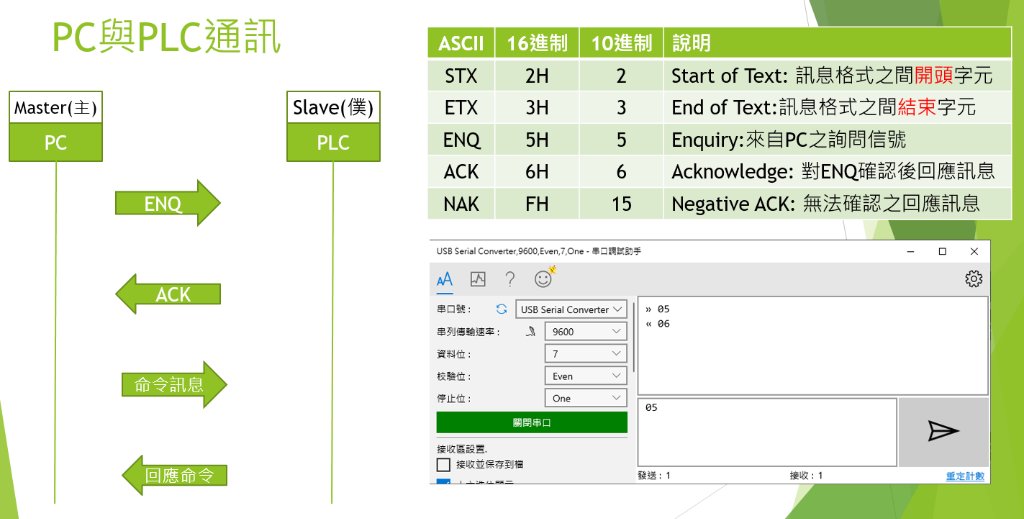 PC與PLC通訊
Master(主)
PC
Slave(僕)
PLC
ENQ
ACK
命令訊息
回應命令
ASCII 16進制 10進制 說明
STX 2H 2 Start of Text: 訊息格式之間開頭字元
ETX 3H 3 End of Text:訊息格式之間結束字元
ENQ 5H 5 Enquiry:來自PC之詢問信號
ACK 6H 6 Acknowledge: 對ENQ確認後回應訊息
NAK FH 15 Negative ACK: 無法確認之回應訊息
USB Serial Converter,9600,Even,7,One - 串口調試助手
串口號: USB Serial Converter
串列傳輸速率: 9600
資料位: 7
校驗位: Even
停止位: One
關閉串口
接收區設置.
接收並保存到檔
» 05
« 06
05
發送: 1 接收: 1 重定計數